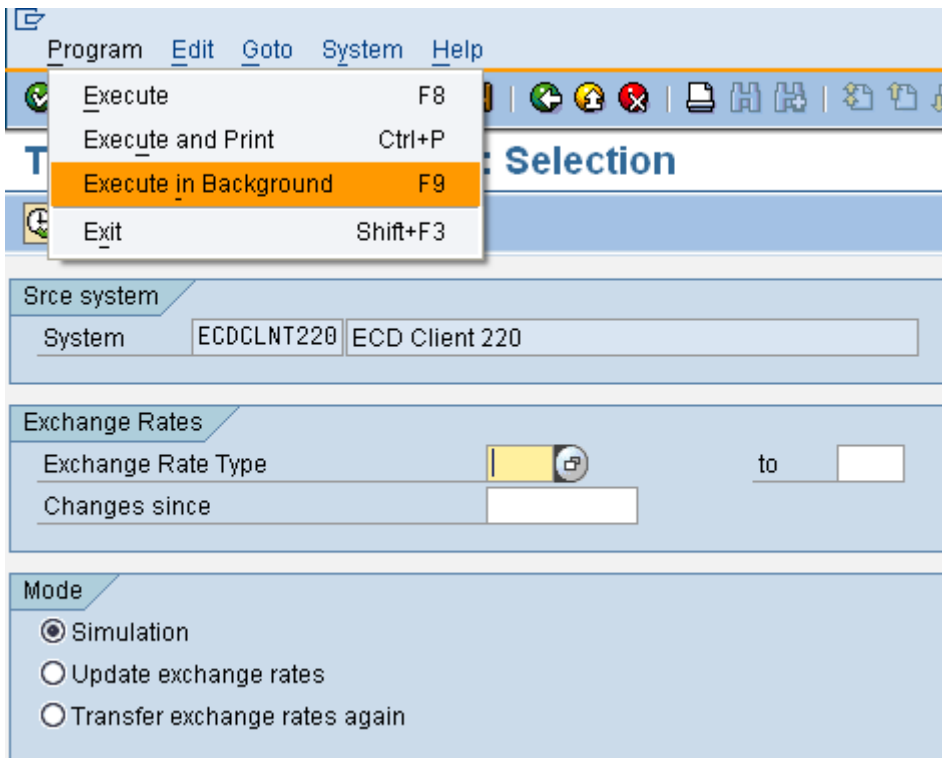 Program Edit Goto System Help
Execute F8
Execute and Print Ctrl+P
T : Selection
Execute in Background F9
Exit Shift+F3
Srce system
System ECDCLNT220 ECD Client 220
Exchange Rates
Exchange Rate Type to
Changes since
Mode
Simulation
Update exchange rates
Transfer exchange rates again